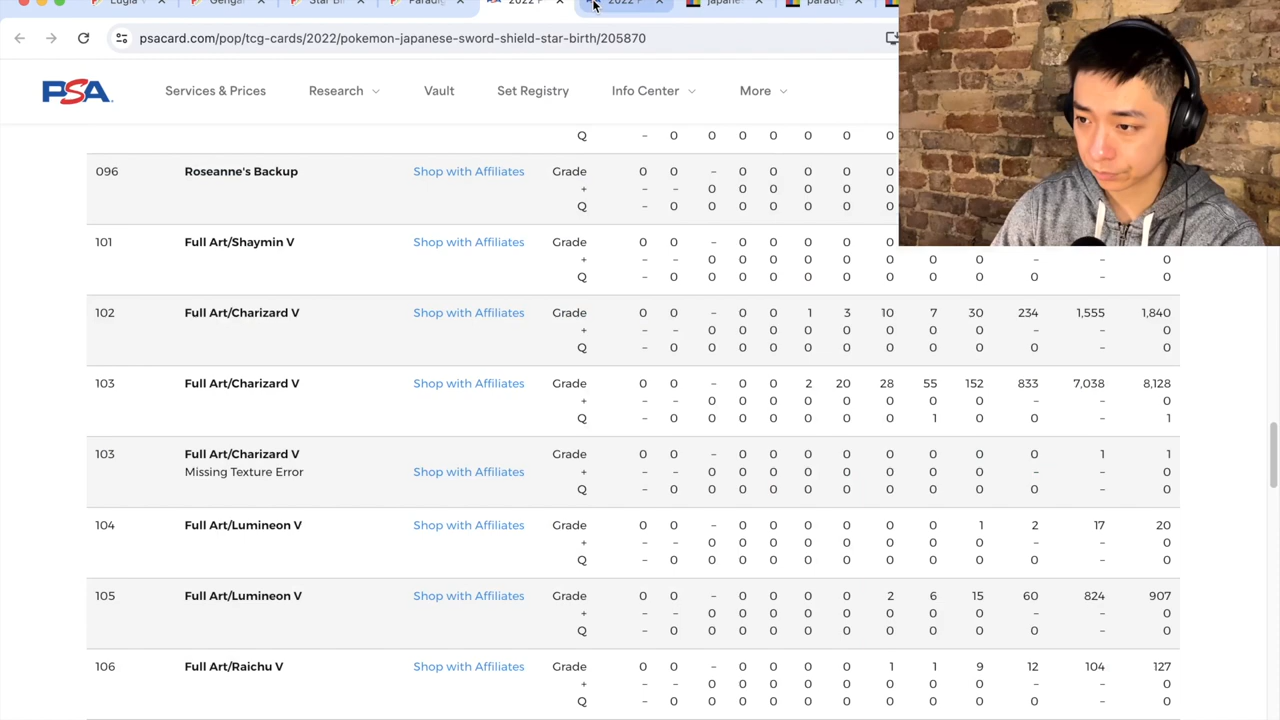 Lugia
Gengar
Star Bi
Paradig
2022 P
2022 P
japane
paradig
psacard.com/pop/tcg-cards/2022/pokemon-japanese-sword-shield-star-birth/205870
PSA
Services & Prices Research Vault Set Registry Info Center More
Q – 0 0 0 0 0 0 0
096 Roseanne's Backup Shop with Affiliates Grade 0 0 – 0 0 0 0 0
+ – – 0 0 0 0 0 0
Q – 0 0 0 0 0 0 0
101 Full Art/Shaymin V Shop with Affiliates Grade 0 0 – 0 0 0 0 0
+ – – 0 0 0 0 0 0 0 0 – – 0
Q – 0 0 0 0 0 0 0 0 0 0 – 0
102 Full Art/Charizard V Shop with Affiliates Grade 0 0 – 0 0 1 3 10 7 30 234 1,555 1,840
+ – – 0 0 0 0 0 0 0 0 – – 0
Q – 0 0 0 0 0 0 0 0 0 0 – 0
103 Full Art/Charizard V Shop with Affiliates Grade 0 0 – 0 0 2 20 28 55 152 833 7,038 8,128
+ – – 0 0 0 0 0 0 0 0 – – 0
Q – 0 0 0 0 0 0 0 1 0 0 – 1
103 Full Art/Charizard V Grade 0 0 – 0 0 0 0 0 0 0 0 1 1
Missing Texture Error Shop with Affiliates + – – 0 0 0 0 0 0 0 0 – – 0
Q – 0 0 0 0 0 0 0 0 0 0 – 0
104 Full Art/Lumineon V Shop with Affiliates Grade 0 0 – 0 0 0 0 0 0 1 2 17 20
+ – – 0 0 0 0 0 0 0 0 – – 0
Q – 0 0 0 0 0 0 0 0 0 0 – 0
105 Full Art/Lumineon V Shop with Affiliates Grade 0 0 – 0 0 0 0 2 6 15 60 824 907
+ – – 0 0 0 0 0 0 0 0 – – 0
Q – 0 0 0 0 0 0 0 0 0 0 – 0
106 Full Art/Raichu V Shop with Affiliates Grade 0 0 – 0 0 0 0 1 1 9 12 104 127
+ – – 0 0 0 0 0 0 0 0 – – 0
Q – 0 0 0 0 0 0 0 0 0 0 – 0